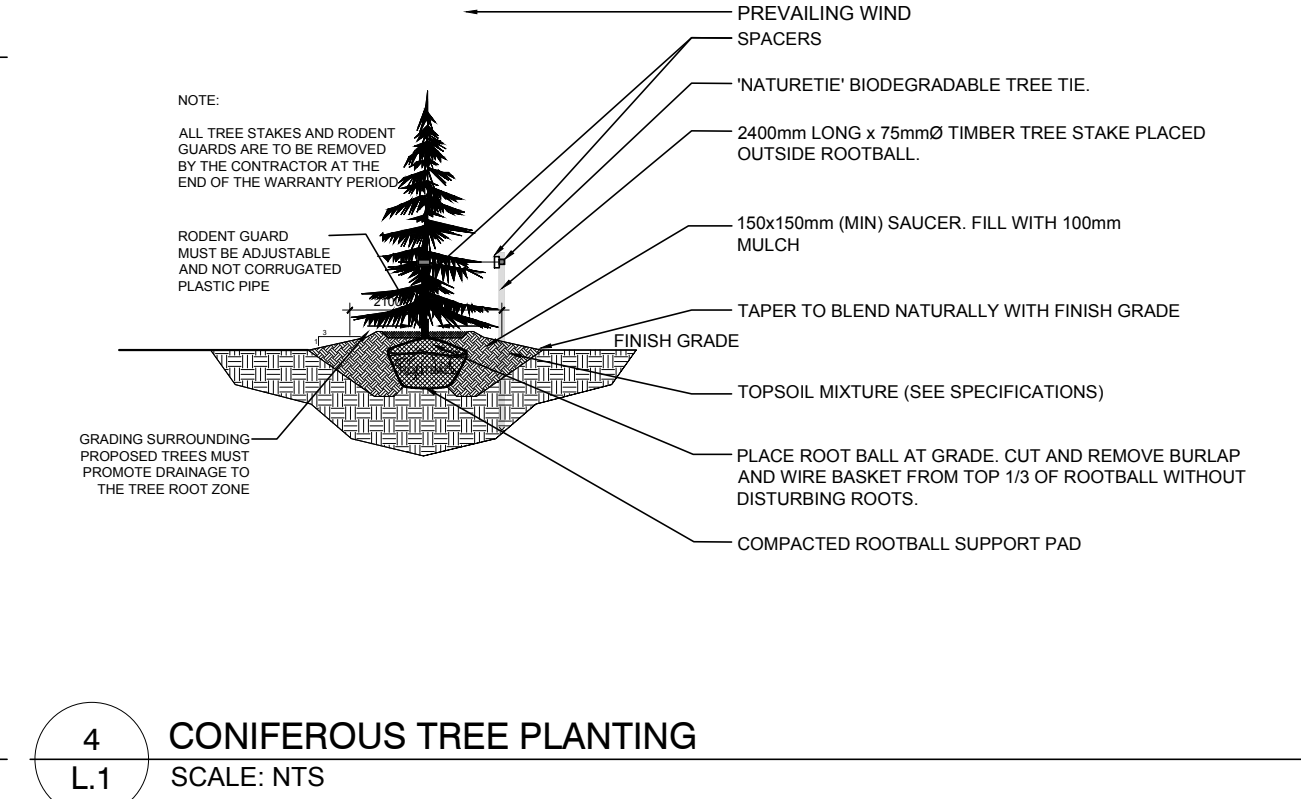 PREVAILING WIND
SPACERS
'NATURETIE' BIODEGRADABLE TREE TIE.
2400mm LONG x 75mmØ TIMBER TREE STAKE PLACED
OUTSIDE ROOTBALL.
150x150mm (MIN) SAUCER. FILL WITH 100mm
MULCH
TAPER TO BLEND NATURALLY WITH FINISH GRADE
FINISH GRADE
TOPSOIL MIXTURE (SEE SPECIFICATIONS)
PLACE ROOT BALL AT GRADE. CUT AND REMOVE BURLAP
AND WIRE BASKET FROM TOP 1/3 OF ROOTBALL WITHOUT
DISTURBING ROOTS.
COMPACTED ROOTBALL SUPPORT PAD
NOTE:
ALL TREE STAKES AND RODENT
GUARDS ARE TO BE REMOVED
BY THE CONTRACTOR AT THE
END OF THE WARRANTY PERIOD
RODENT GUARD
MUST BE ADJUSTABLE
AND NOT CORRUGATED
PLASTIC PIPE
3
1
GRADING SURROUNDING
PROPOSED TREES MUST
PROMOTE DRAINAGE TO
THE TREE ROOT ZONE
4
L.1
CONIFEROUS TREE PLANTING
SCALE: NTS